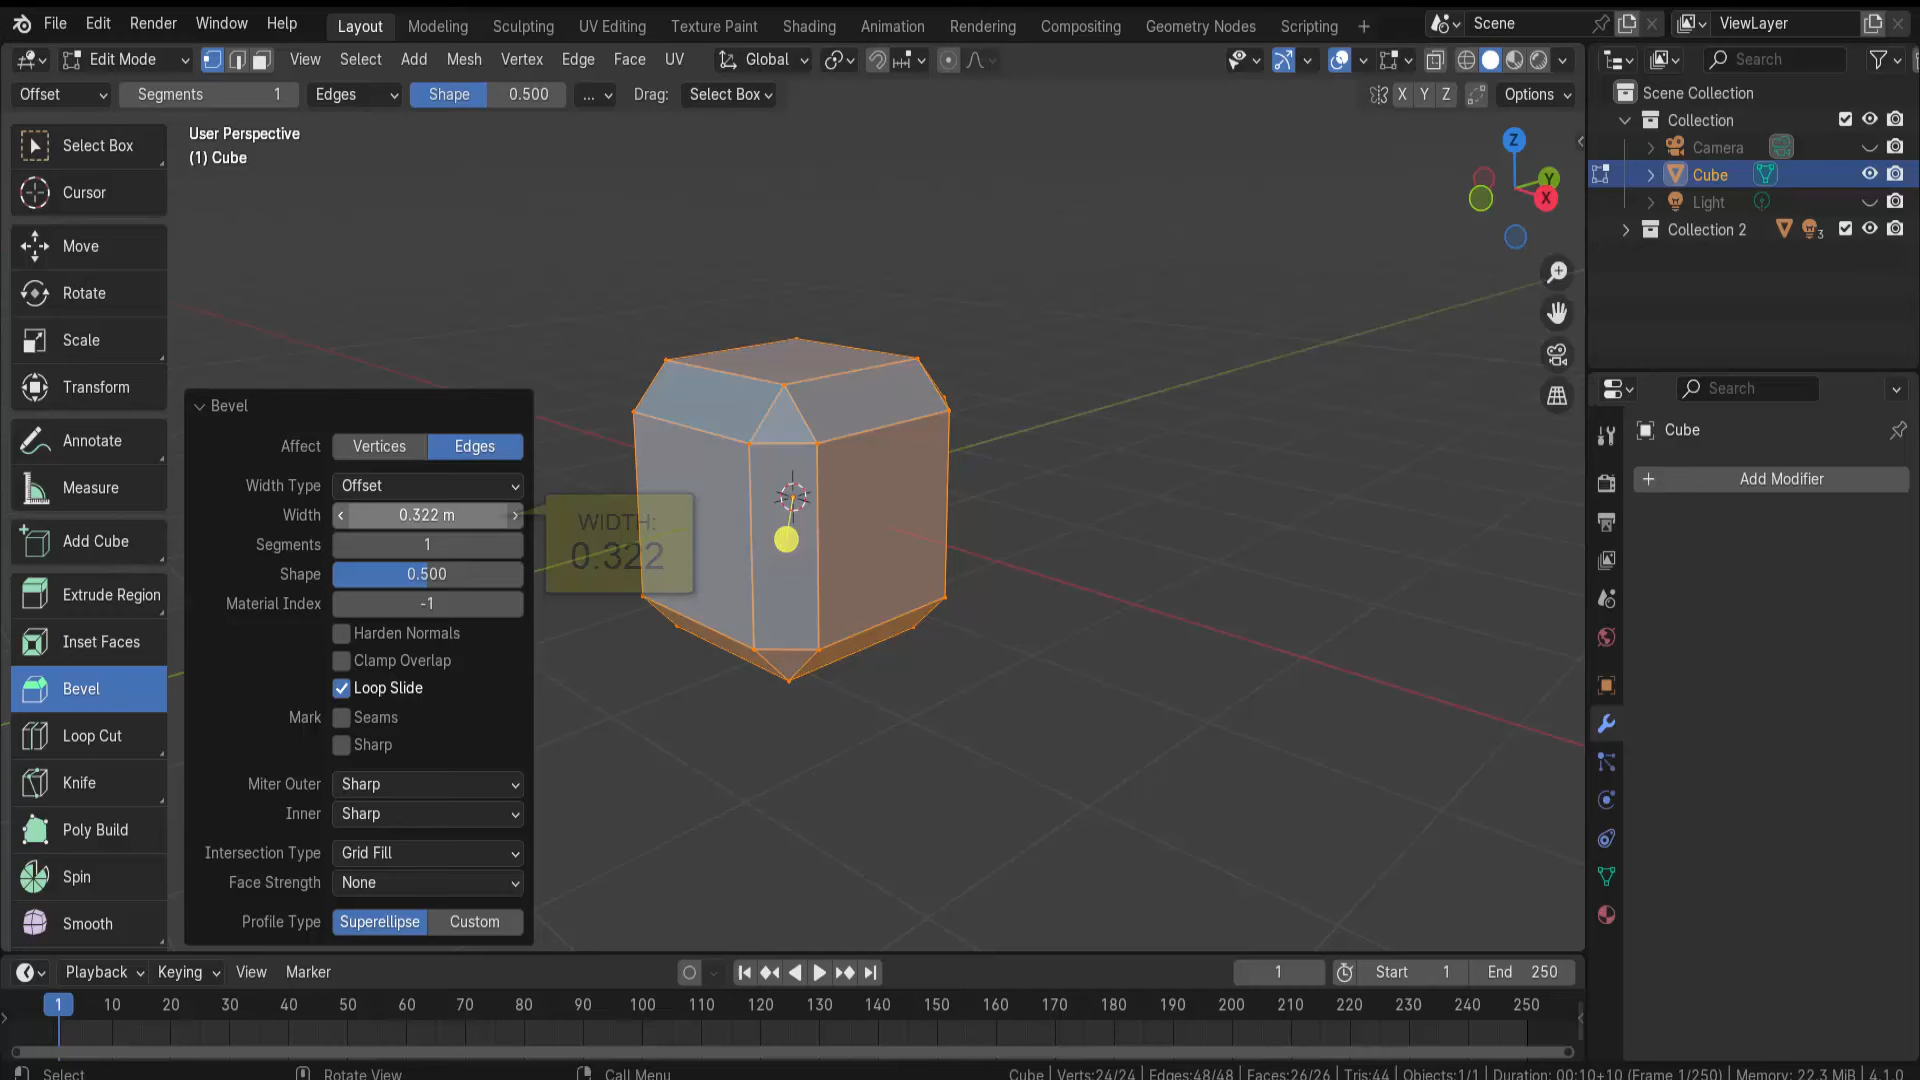 File Edit Render Window Help Layout Modeling Sculpting UV Editing Texture Paint Shading Animation Rendering Compositing Geometry Nodes Scripting + Scene ViewLayer
Edit Mode View Select Add Mesh Vertex Edge Face UV Global Search
Offset Segments 1 Edges Shape 0.500 ... Drag: Select Box X Y Z Options
Scene Collection
Collection
Camera
Cube
Light
Collection 2 3
User Perspective
(1) Cube
Z
Y
X
Select Box
Cursor
Move
Rotate
Scale
Transform
Annotate
Measure
Add Cube
Extrude Region
Inset Faces
Bevel
Loop Cut
Knife
Poly Build
Spin
Smooth
Bevel
Affect Vertices Edges
Width Type Offset
Width 0.322 m
Segments 1
Shape 0.500
Material Index -1
Harden Normals
Clamp Overlap
Loop Slide
Mark Seams
Sharp
Miter Outer Sharp
Inner Sharp
Intersection Type Grid Fill
Face Strength None
Profile Type Superellipse Custom
WIDTH:
0.322
Search
Cube
+ Add Modifier
Playback Keying View Marker 1 Start 1 End 250
1 10 20 30 40 50 60 70 80 90 100 110 120 130 140 150 160 170 180 190 200 210 220 230 240 250
Select Rotate View Call Menu Cube | Verts:24/24 | Edges:48/48 | Faces:26/26 | Tris:44 | Objects:1/1 | Duration: 00:10+10 (Frame 1/250) | Memory: 22.3 MiB | 4.1.0